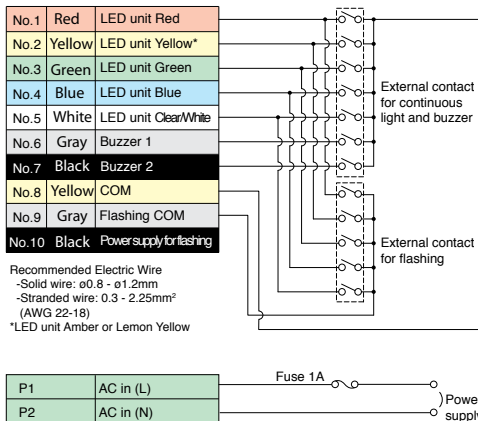 No.1 Red LED unit Red
No.2 Yellow LED unit Yellow*
No.3 Green LED unit Green
No.4 Blue LED unit Blue
No.5 White LED unit Clear/White
No.6 Gray Buzzer 1
No.7 Black Buzzer 2
No.8 Yellow COM
No.9 Gray Flashing COM
No.10 Black Power supply for flashing
External contact
for continuous
light and buzzer
External contact
for flashing
Recommended Electric Wire
-Solid wire: ø0.8 - ø1.2mm
-Stranded wire: 0.3 - 2.25mm²
(AWG 22-18)
*LED unit Amber or Lemon Yellow
P1 AC in (L)
P2 AC in (N)
Fuse 1A
Power
supply